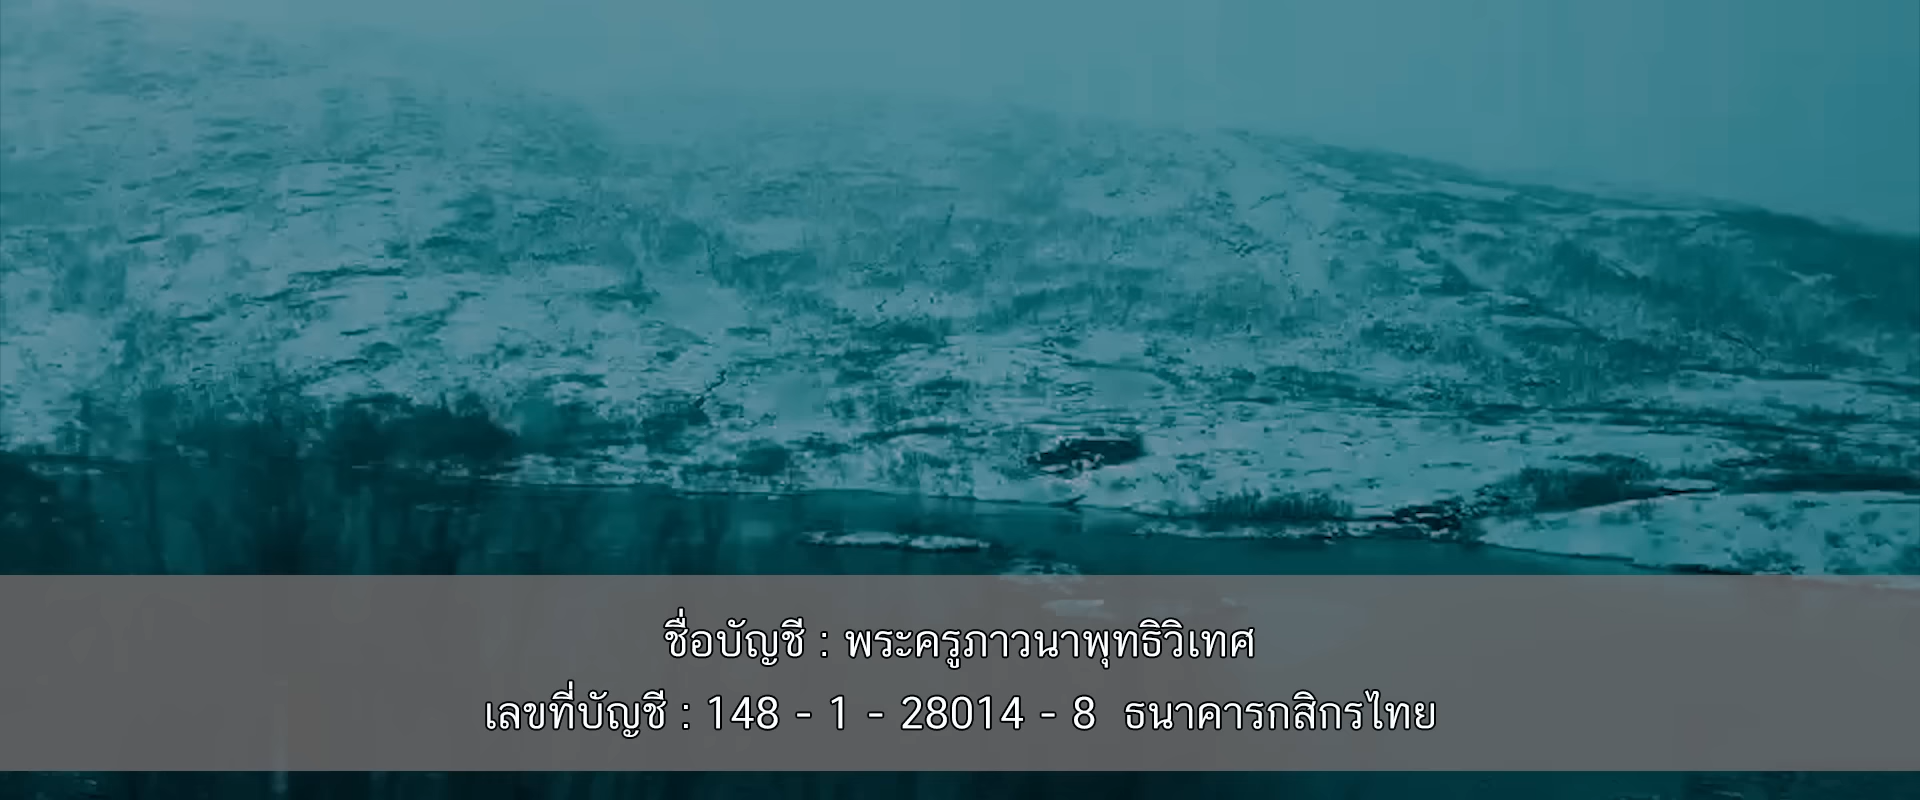 ชื่อบัญชี : พระครูภาวนาพุทธิวิเทศ
เลขที่บัญชี : 148 - 1 - 28014 - 8  ธนาคารกสิกรไทย